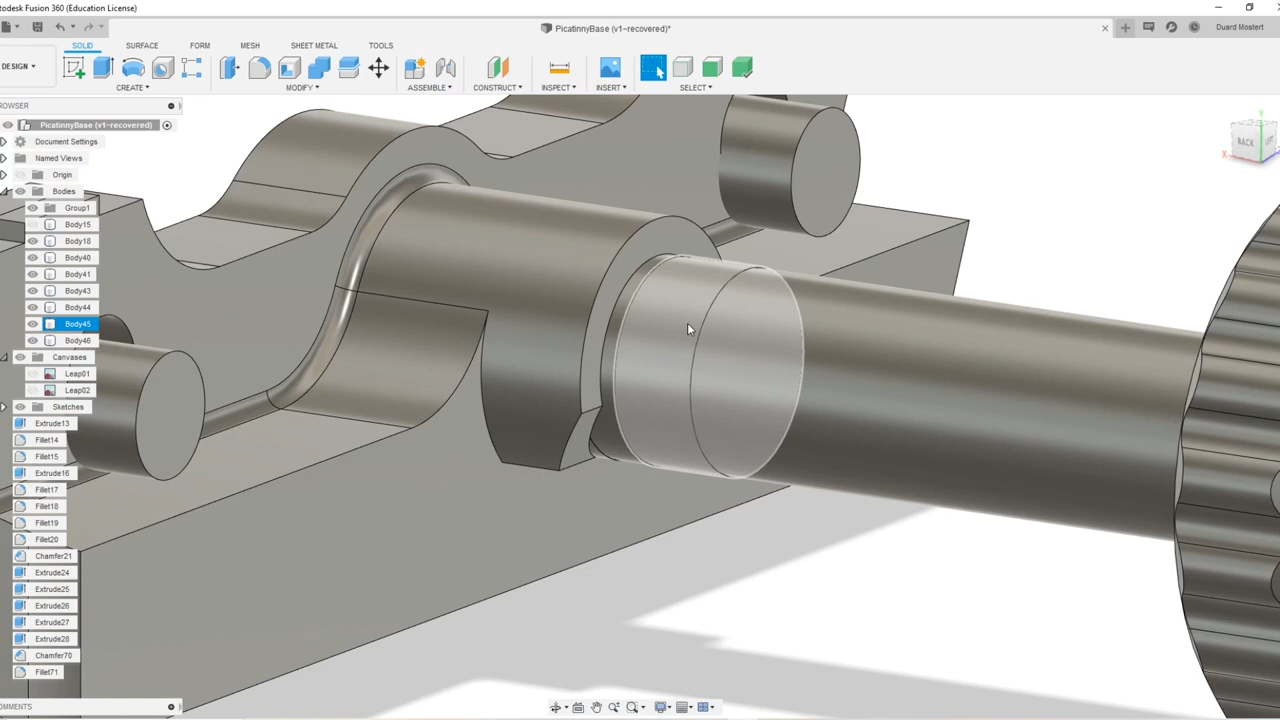 utodesk Fusion 360 (Education License)
PicatinnyBase (v1-recovered)*
Duard Mostert
SOLID SURFACE FORM MESH SHEET METAL TOOLS
DESIGN
CREATE MODIFY ASSEMBLE CONSTRUCT INSPECT INSERT SELECT
BROWSER
PicatinnyBase (v1-recovered)
Document Settings
Named Views
Origin
Bodies
Group1
Body15
Body18
Body40
Body41
Body43
Body44
Body45
Body46
Canvases
Leap01
Leap02
Sketches
Extrude13
Fillet14
Fillet15
Extrude16
Fillet17
Fillet18
Fillet19
Fillet20
Chamfer21
Extrude24
Extrude25
Extrude26
Extrude27
Extrude28
Chamfer70
Fillet71
OMMENTS
BACK
LEFT
X
Y